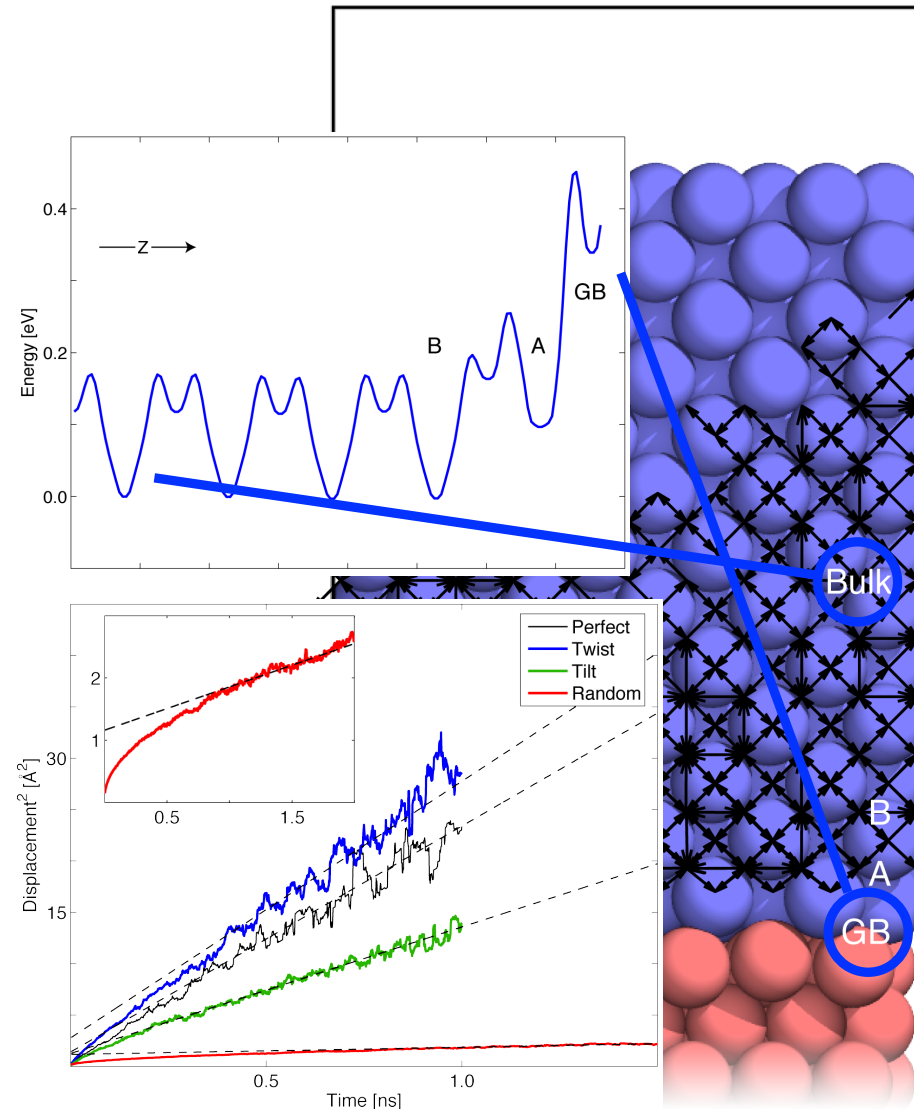 0.4
z
GB
B
A
0.2
Energy [eV]
0.0
Bulk
Perfect
Twist
Tilt
Random
2
1
0.5
1.5
30
Displacement² [Å²]
15
B
A
GB
0.5
1.0
Time [ns]